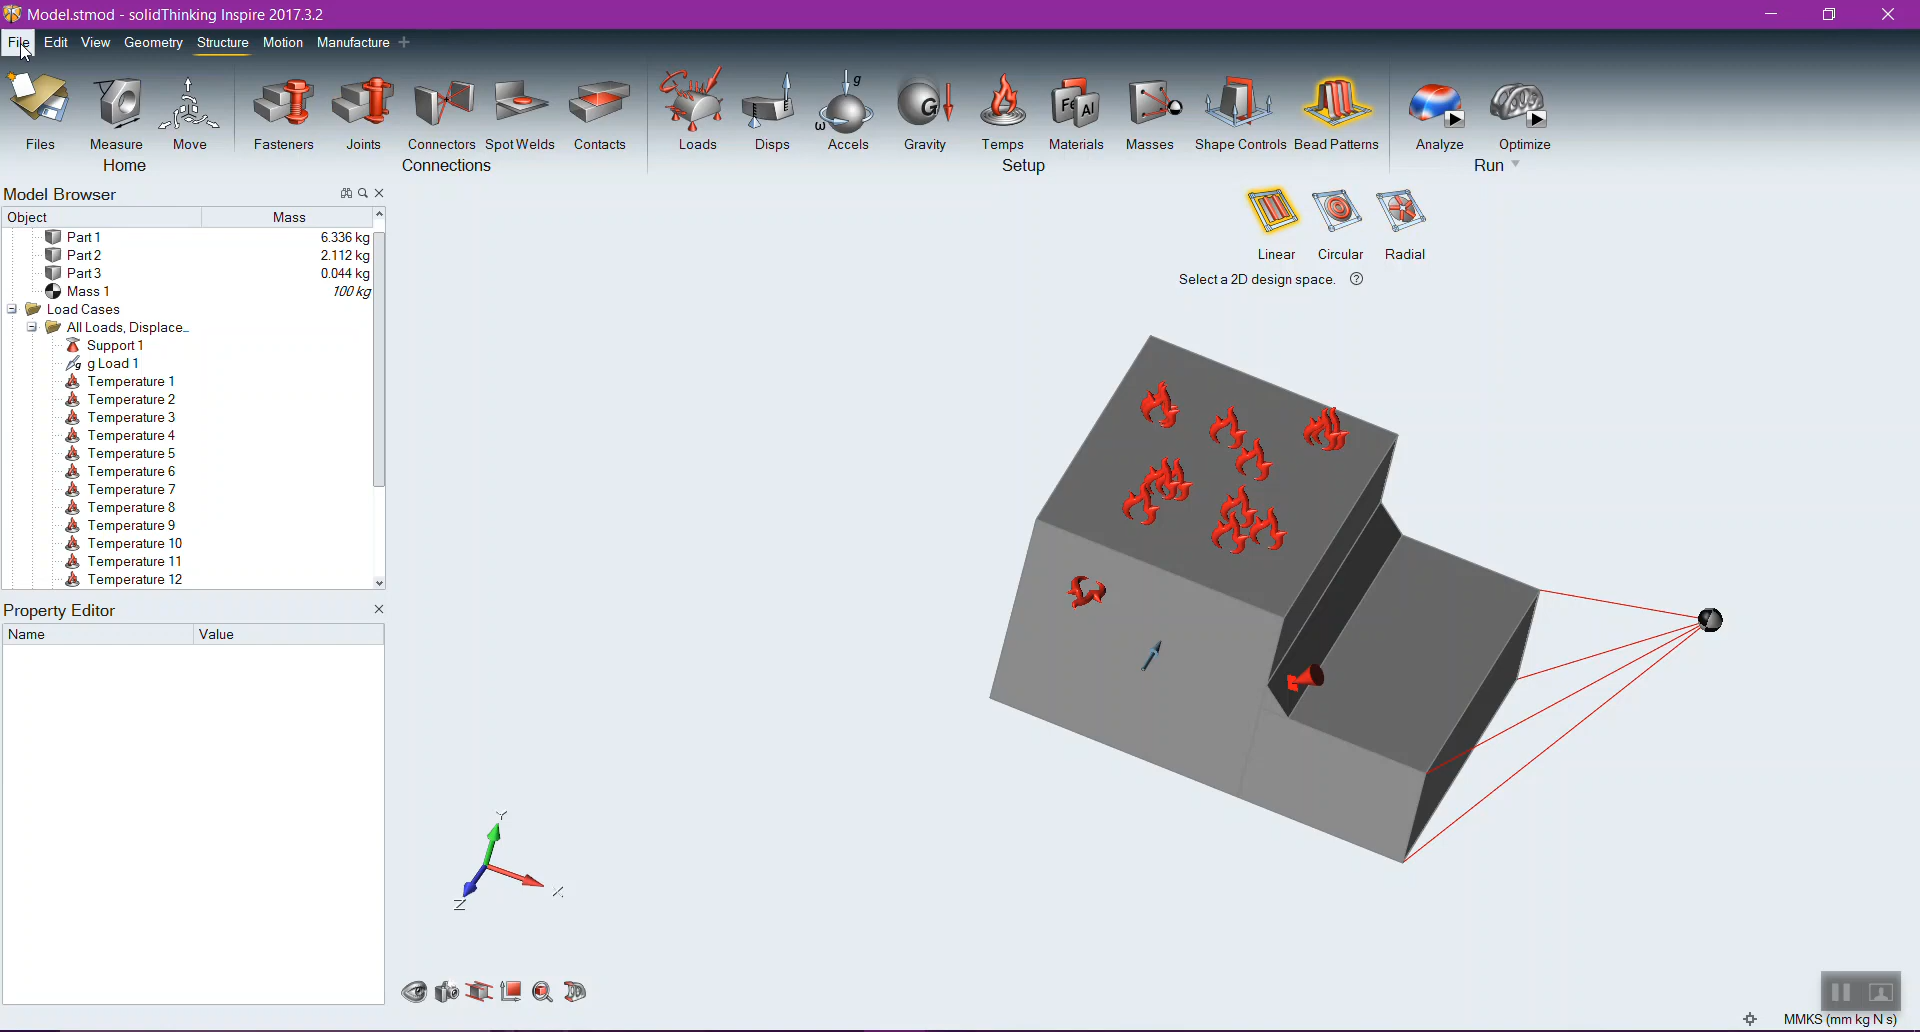 Model.stmod - solidThinking Inspire 2017.3.2
File Edit View Geometry Structure Motion Manufacture +
Files Measure Move Fasteners Joints Connectors Spot Welds Contacts Loads Disps Accels Gravity Temps Materials Masses Shape Controls Bead Patterns Analyze Optimize
Home Connections Setup Run
Model Browser
Object Mass
Part 1 6.336 kg
Part 2 2.112 kg
Part 3 0.044 kg
Mass 1 100 kg
Load Cases
All Loads, Displace...
Support 1
g Load 1
Temperature 1
Temperature 2
Temperature 3
Temperature 4
Temperature 5
Temperature 6
Temperature 7
Temperature 8
Temperature 9
Temperature 10
Temperature 11
Temperature 12
Property Editor
Name Value
Linear Circular Radial
Select a 2D design space. ?
Y
X
Z
MMKS (mm kg N s)